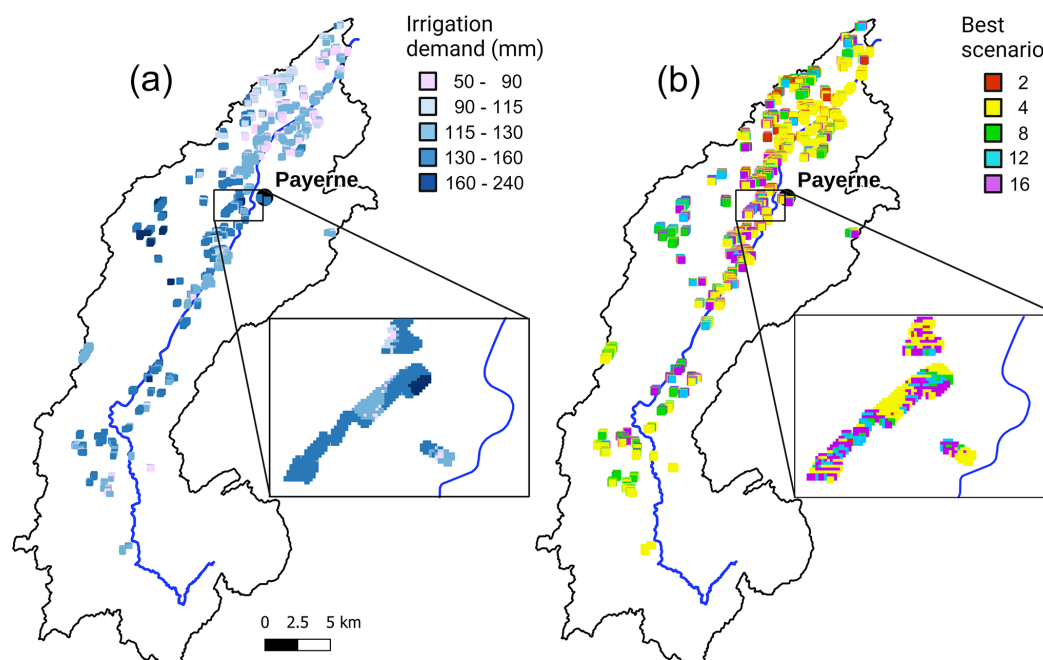 (a)
Irrigation
demand (mm)
50 - 90
90 - 115
115 - 130
130 - 160
160 - 240
Payerne
0 2.5 5 km
(b)
Best
scenario
2
4
8
12
16
Payerne